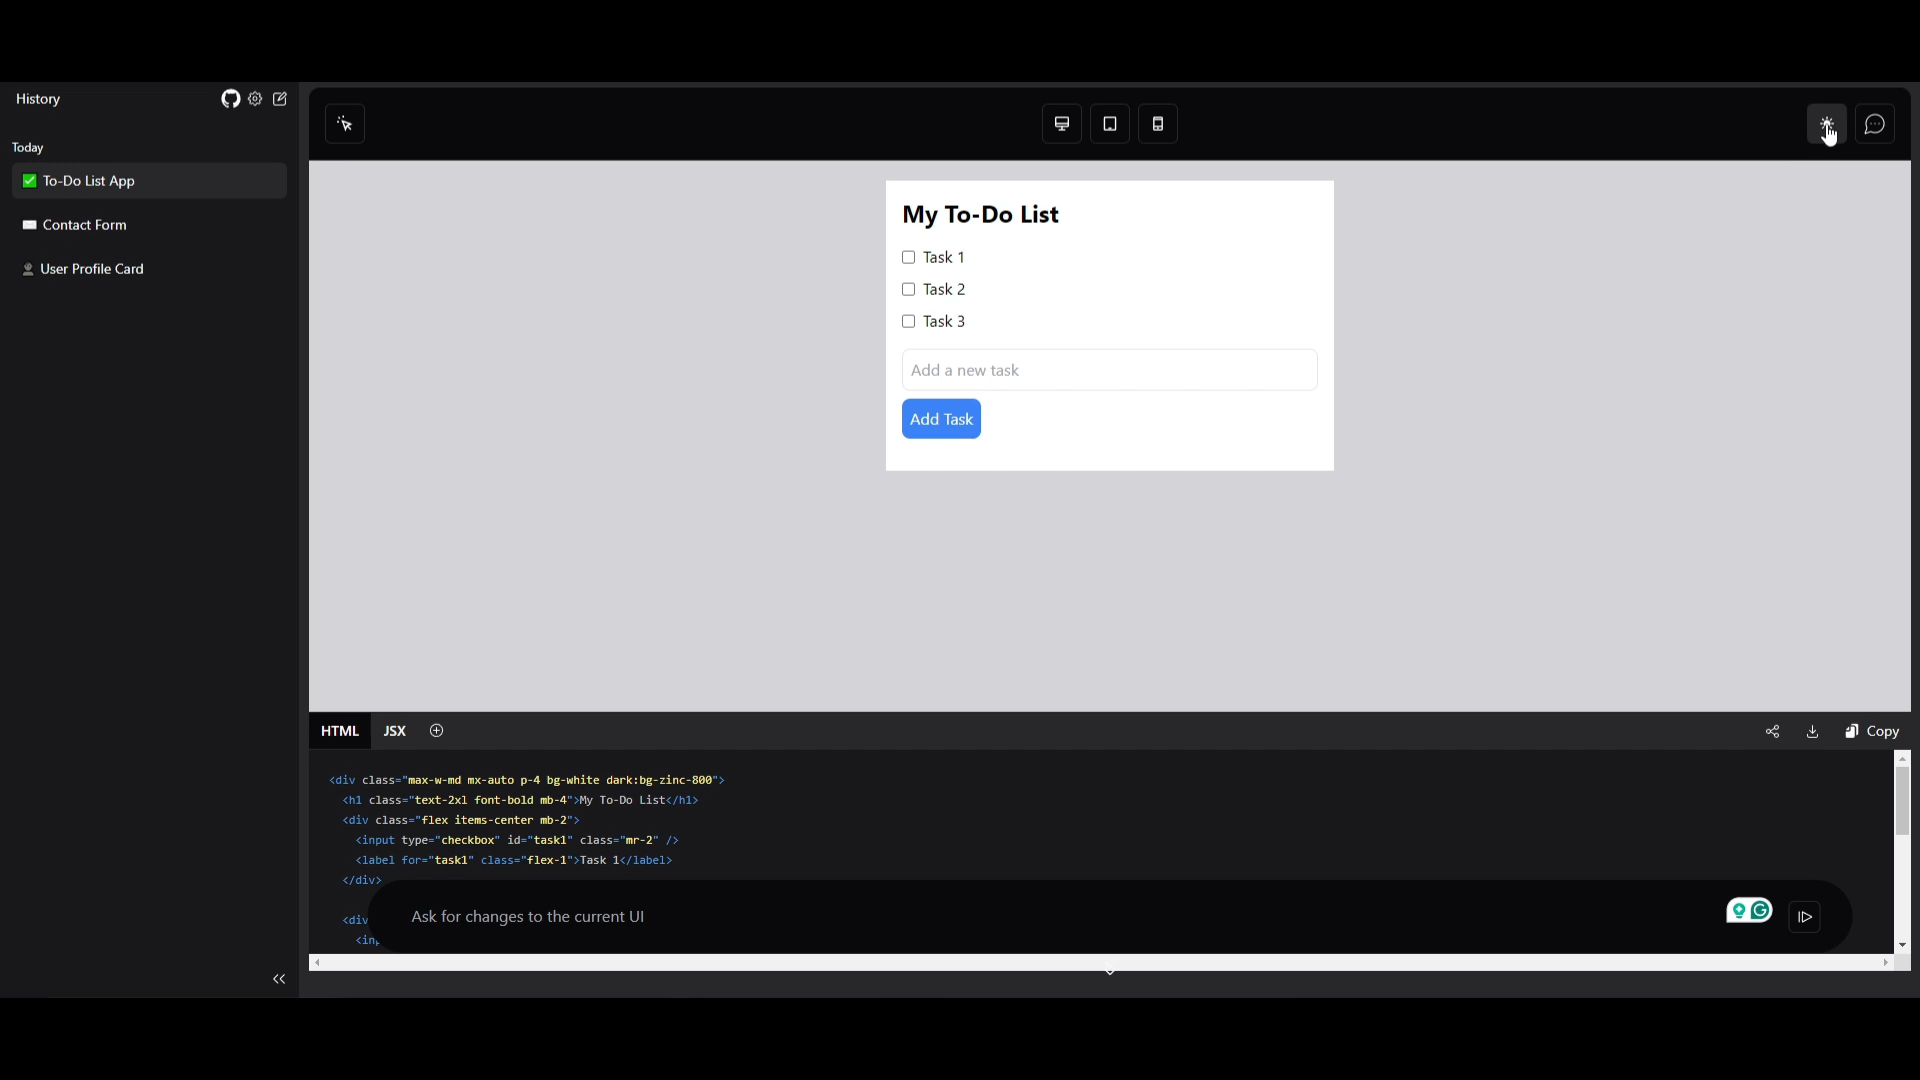 History
Today
To-Do List App
Contact Form
User Profile Card
My To-Do List
Task 1
Task 2
Task 3
Add a new task
Add Task
HTML JSX
Copy
<div class="max-w-md mx-auto p-4 bg-white dark:bg-zinc-800">
<h1 class="text-2xl font-bold mb-4">My To-Do List</h1>
<div class="flex items-center mb-2">
<input type="checkbox" id="task1" class="mr-2" />
<label for="task1" class="flex-1">Task 1</label>
</div>
<div
<inp
Ask for changes to the current UI